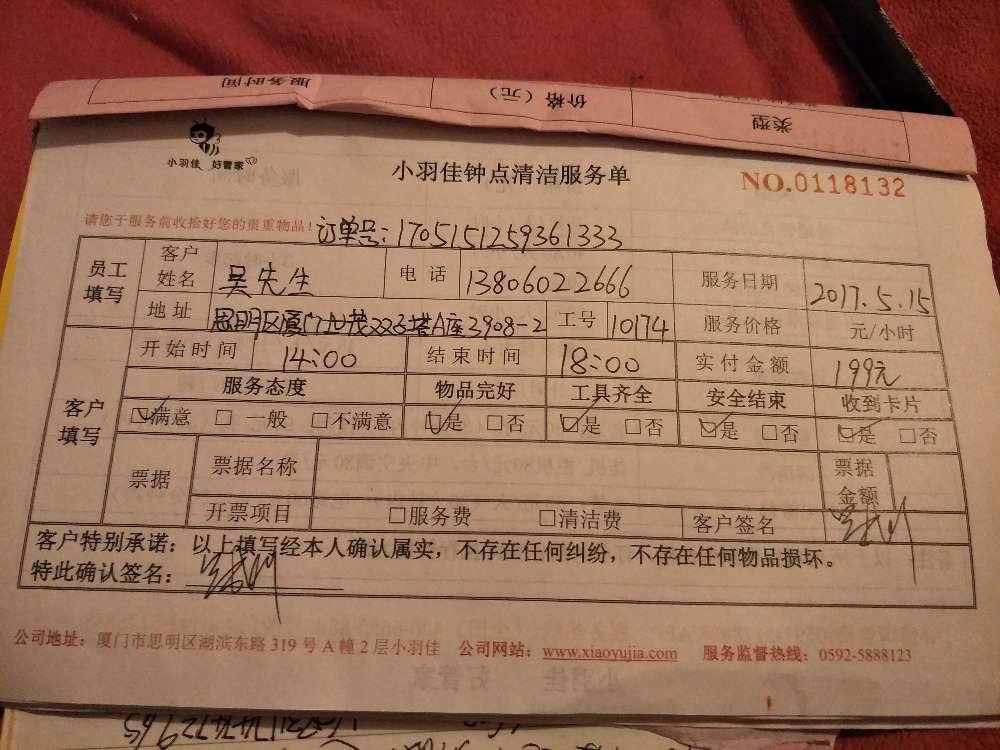 服务时间 价格（元） 类型
小羽佳 好管家
小羽佳钟点清洁服务单 NO.0118132
请您于服务前收拾好您的贵重物品！ 订单号：1705151259361333
员工填写 客户姓名 吴先生 电话 13806022666 服务日期 2017.5.15
地址 思明区厦门世茂双子塔A座3908-2 工号 10174 服务价格 元/小时
客户填写 开始时间 14:00 结束时间 18:00 实付金额 199元
服务态度 物品完好 工具齐全 安全结束 收到卡片
☑满意 □一般 □不满意 ☑是 □否 ☑是 □否 ☑是 □否 ☑是 □否
票据 票据名称 票据金额
开票项目 □服务费 □清洁费 客户签名
客户特别承诺：以上填写经本人确认属实，不存在任何纠纷，不存在任何物品损坏。
特此确认签名：
公司地址：厦门市思明区湖滨东路319号A幢2层小羽佳 公司网站：www.xiaoyujia.com 服务监督热线：0592-5888123